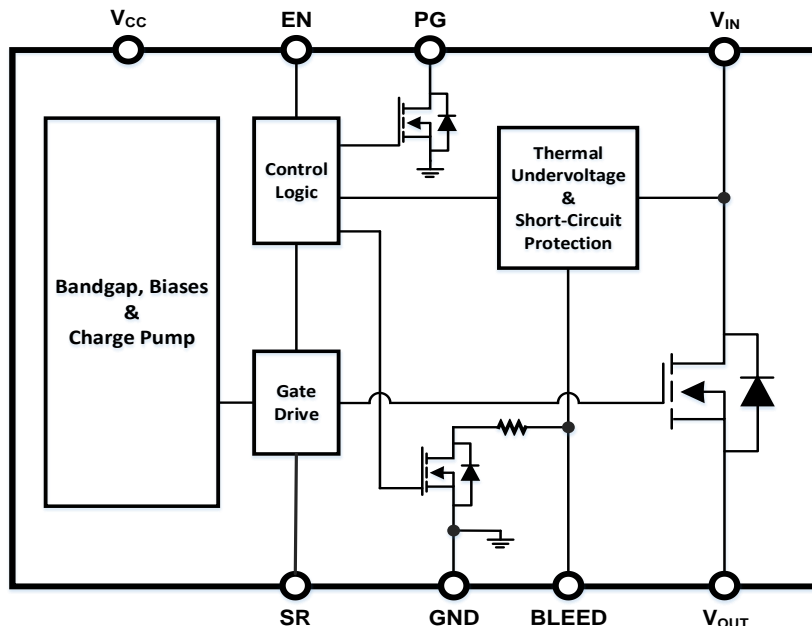 VCC
EN
PG
VIN
Control
Logic
Thermal
Undervoltage
&
Short-Circuit
Protection
Bandgap, Biases
&
Charge Pump
Gate
Drive
SR
GND
BLEED
VOUT